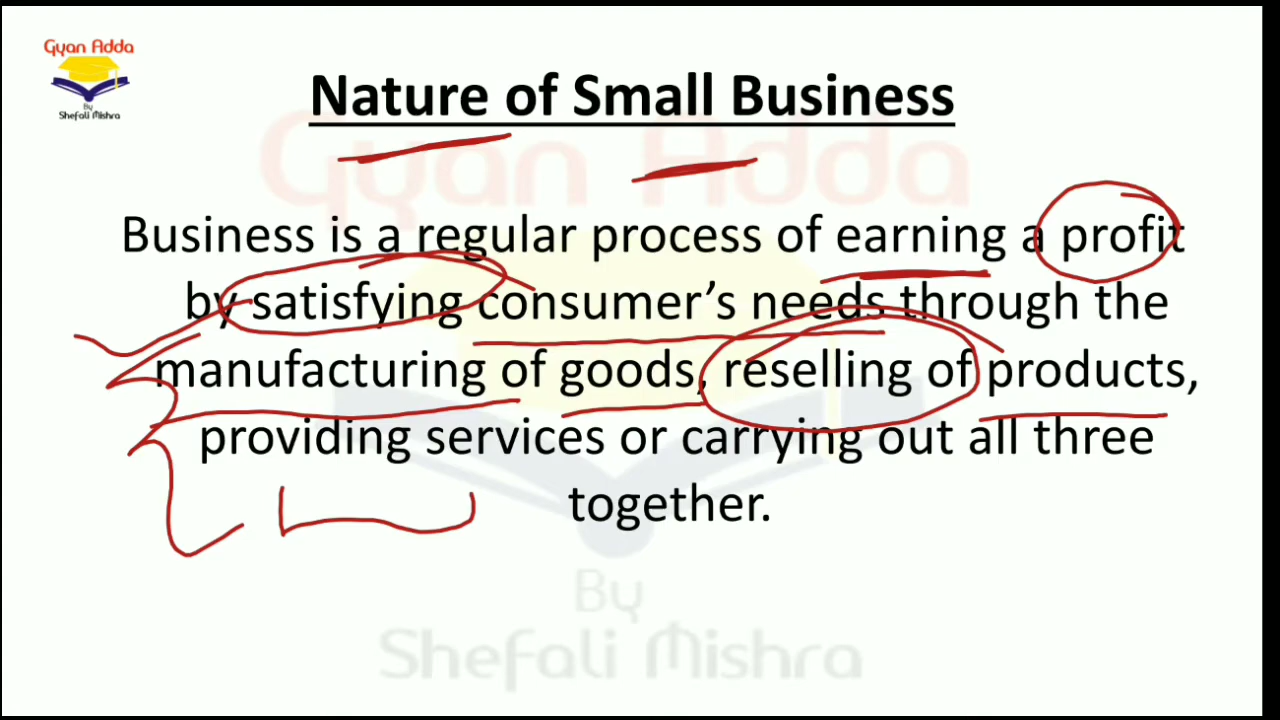 Gyan Adda
By
Shefali Mishra
Nature of Small Business
Gyan Adda
Business is a regular process of earning a profit
by satisfying consumer’s needs through the
manufacturing of goods, reselling of products,
providing services or carrying out all three
together.
By
Shefali Mishra